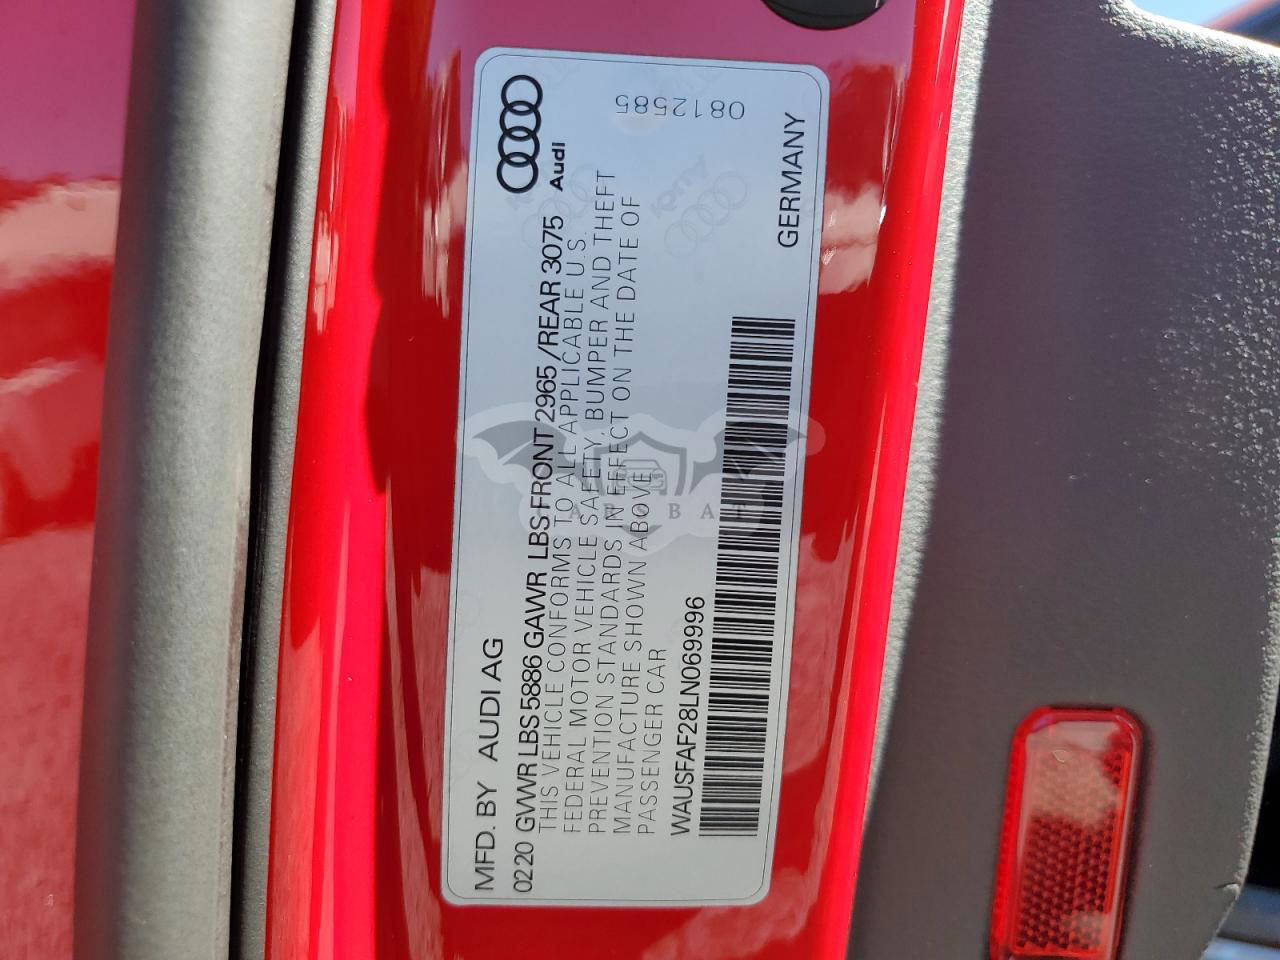 Audi
MFD. BY AUDI AG
0220 GVWR LBS 5886 GAWR LBS FRONT 2965 /REAR 3075
THIS VEHICLE CONFORMS TO ALL APPLICABLE U.S.
FEDERAL MOTOR VEHICLE SAFETY, BUMPER AND THEFT
PREVENTION STANDARDS IN EFFECT ON THE DATE OF
MANUFACTURE SHOWN ABOVE
PASSENGER CAR
WAUSFAF28LN069996
GERMANY
0812585